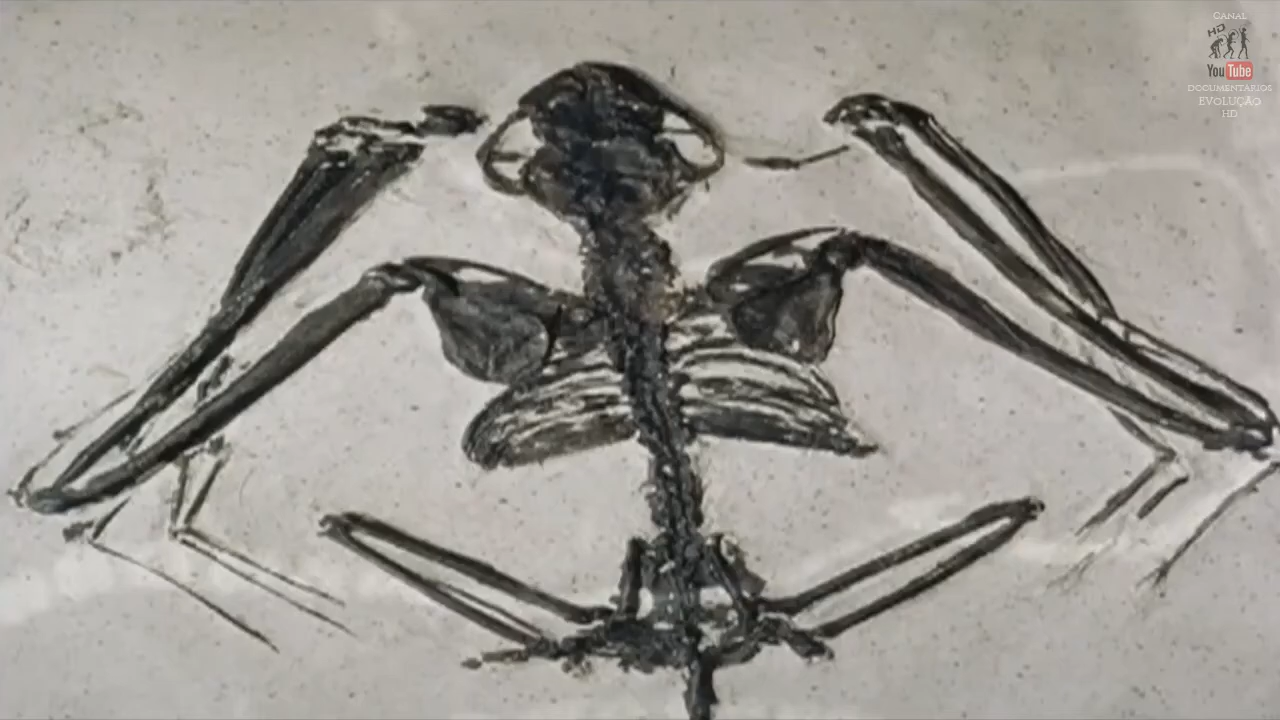 CANAL
HD
YouTube
DOCUMENTÁRIOS
EVOLUÇÃO
HD